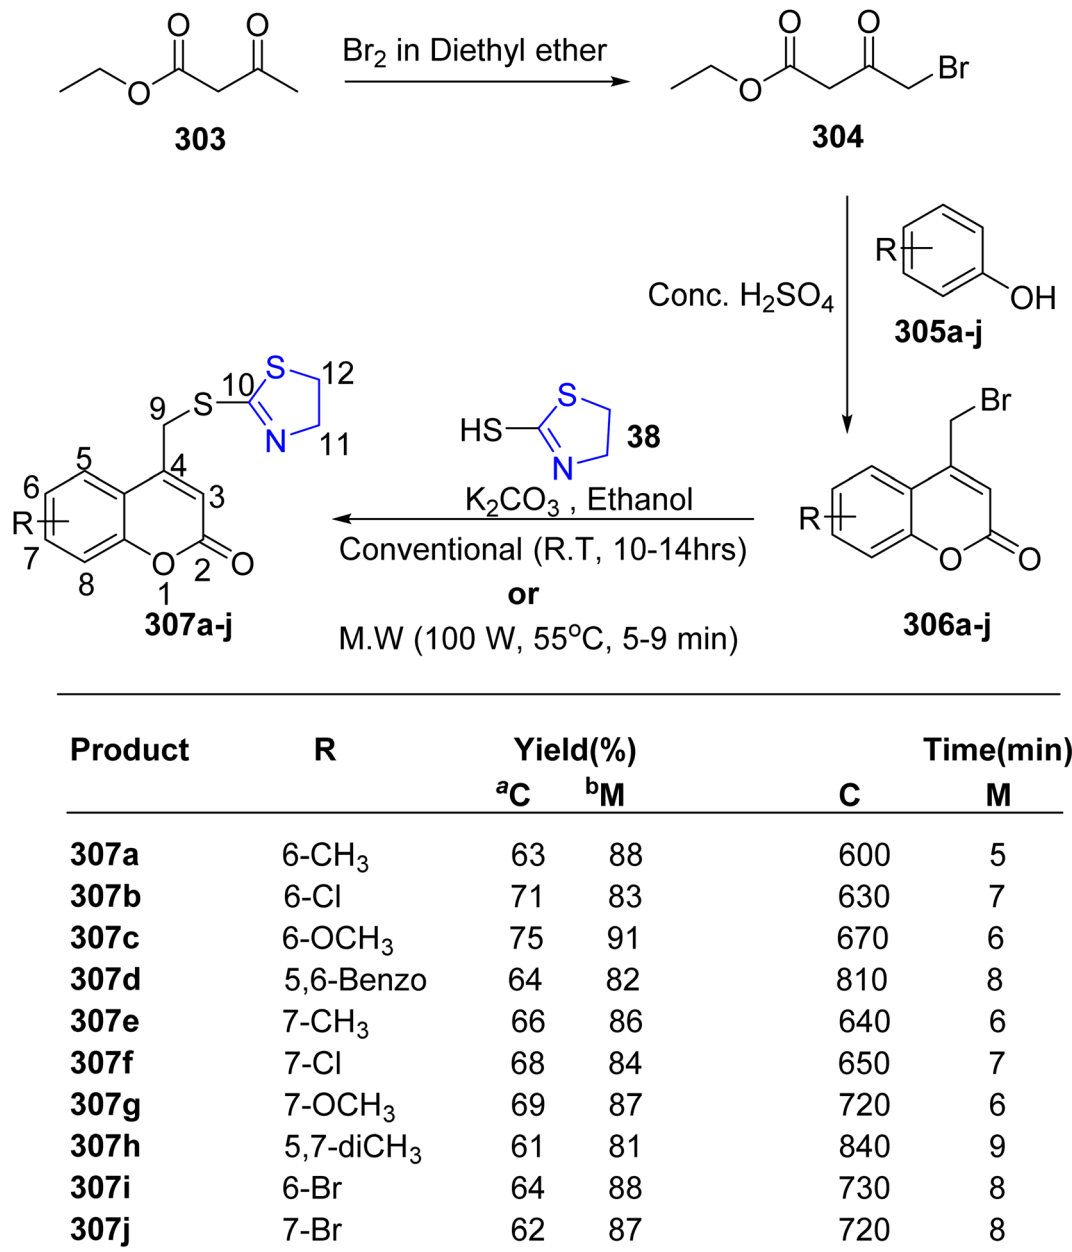 O O
O
303
Br2 in Diethyl ether
O O
O Br
304
R
OH
305a-j
Conc. H2SO4
S 12
10
9 S
N 11
5 4
6 3
R
7 8 O 2 O
1
307a-j
HS S 38
N
K2CO3 , Ethanol
Conventional (R.T, 10-14hrs)
or
M.W (100 W, 55oC, 5-9 min)
Br
R
O O
306a-j
Product R Yield(%) Time(min)
aC bM C M
307a 6-CH3 63 88 600 5
307b 6-Cl 71 83 630 7
307c 6-OCH3 75 91 670 6
307d 5,6-Benzo 64 82 810 8
307e 7-CH3 66 86 640 6
307f 7-Cl 68 84 650 7
307g 7-OCH3 69 87 720 6
307h 5,7-diCH3 61 81 840 9
307i 6-Br 64 88 730 8
307j 7-Br 62 87 720 8